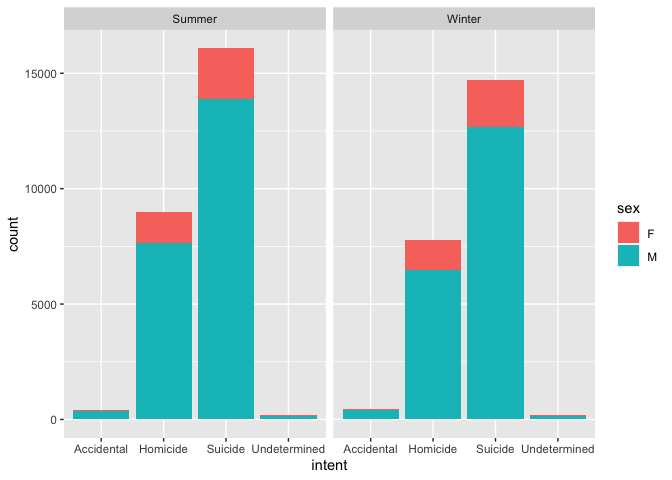 Summer
Winter
15000
10000
5000
0
count
Accidental Homicide Suicide Undetermined
Accidental Homicide Suicide Undetermined
intent
sex
F
M